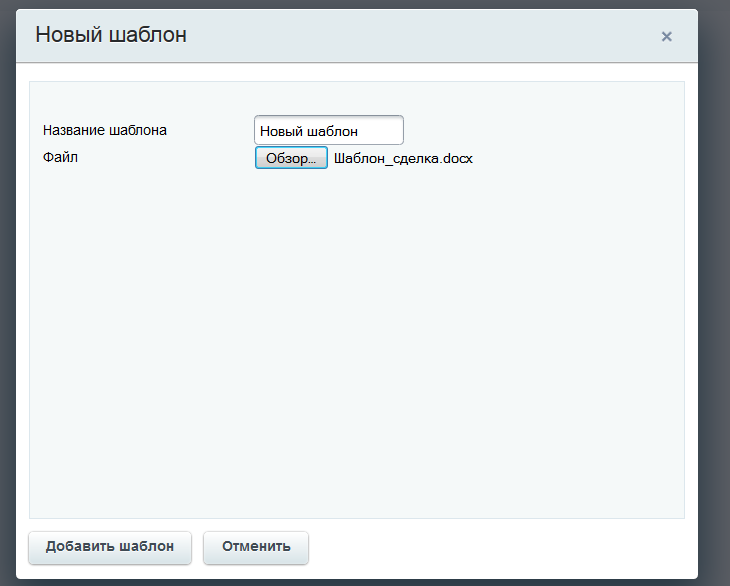 Новый шаблон
Название шаблона Новый шаблон
Файл Обзор... Шаблон_сделка.docx
Добавить шаблон Отменить